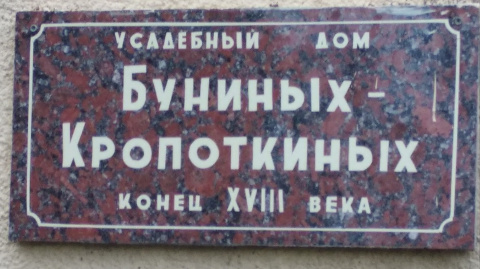 УСАДЕБНЫЙ ДОМ
БУНИНЫХ –
КРОПОТКИНЫХ
КОНЕЦ XVIII ВЕКА